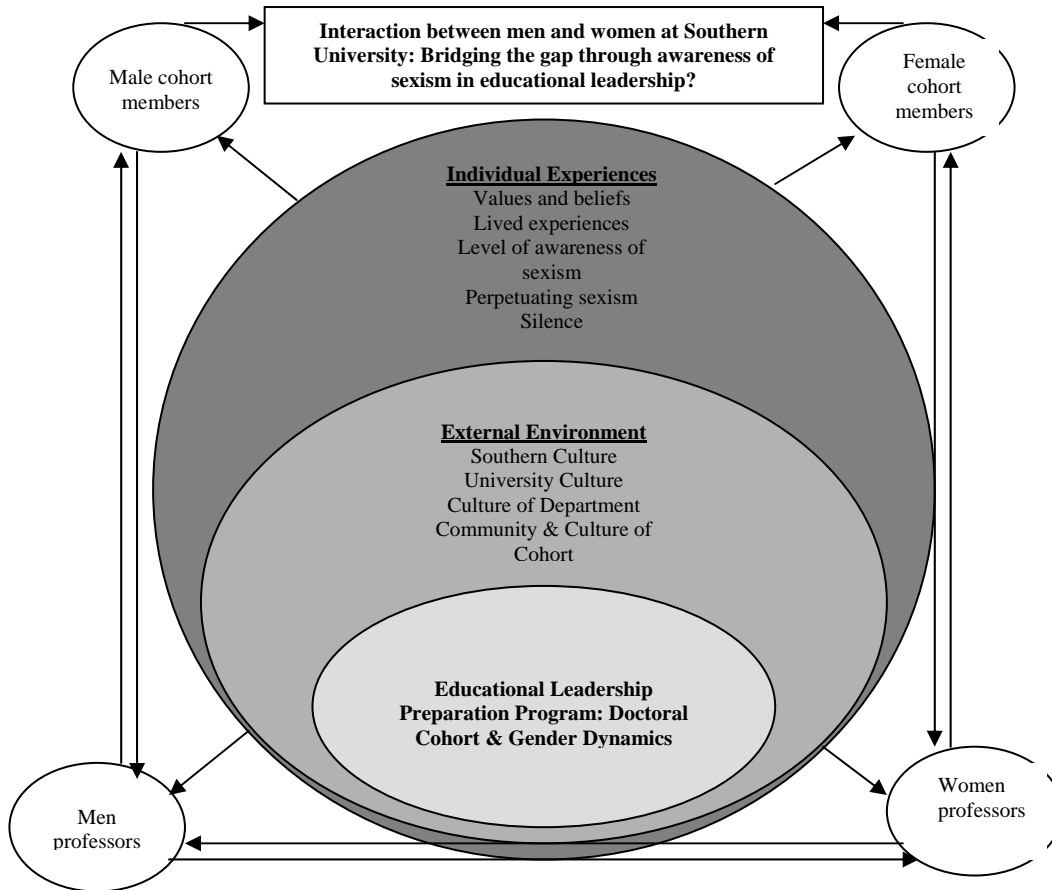 Interaction between men and women at Southern
University: Bridging the gap through awareness of
sexism in educational leadership?
Male cohort
members
Female
cohort
members
Individual Experiences
Values and beliefs
Lived experiences
Level of awareness of
sexism
Perpetuating sexism
Silence
External Environment
Southern Culture
University Culture
Culture of Department
Community & Culture of
Cohort
Educational Leadership
Preparation Program: Doctoral
Cohort & Gender Dynamics
Men
professors
Women
professors